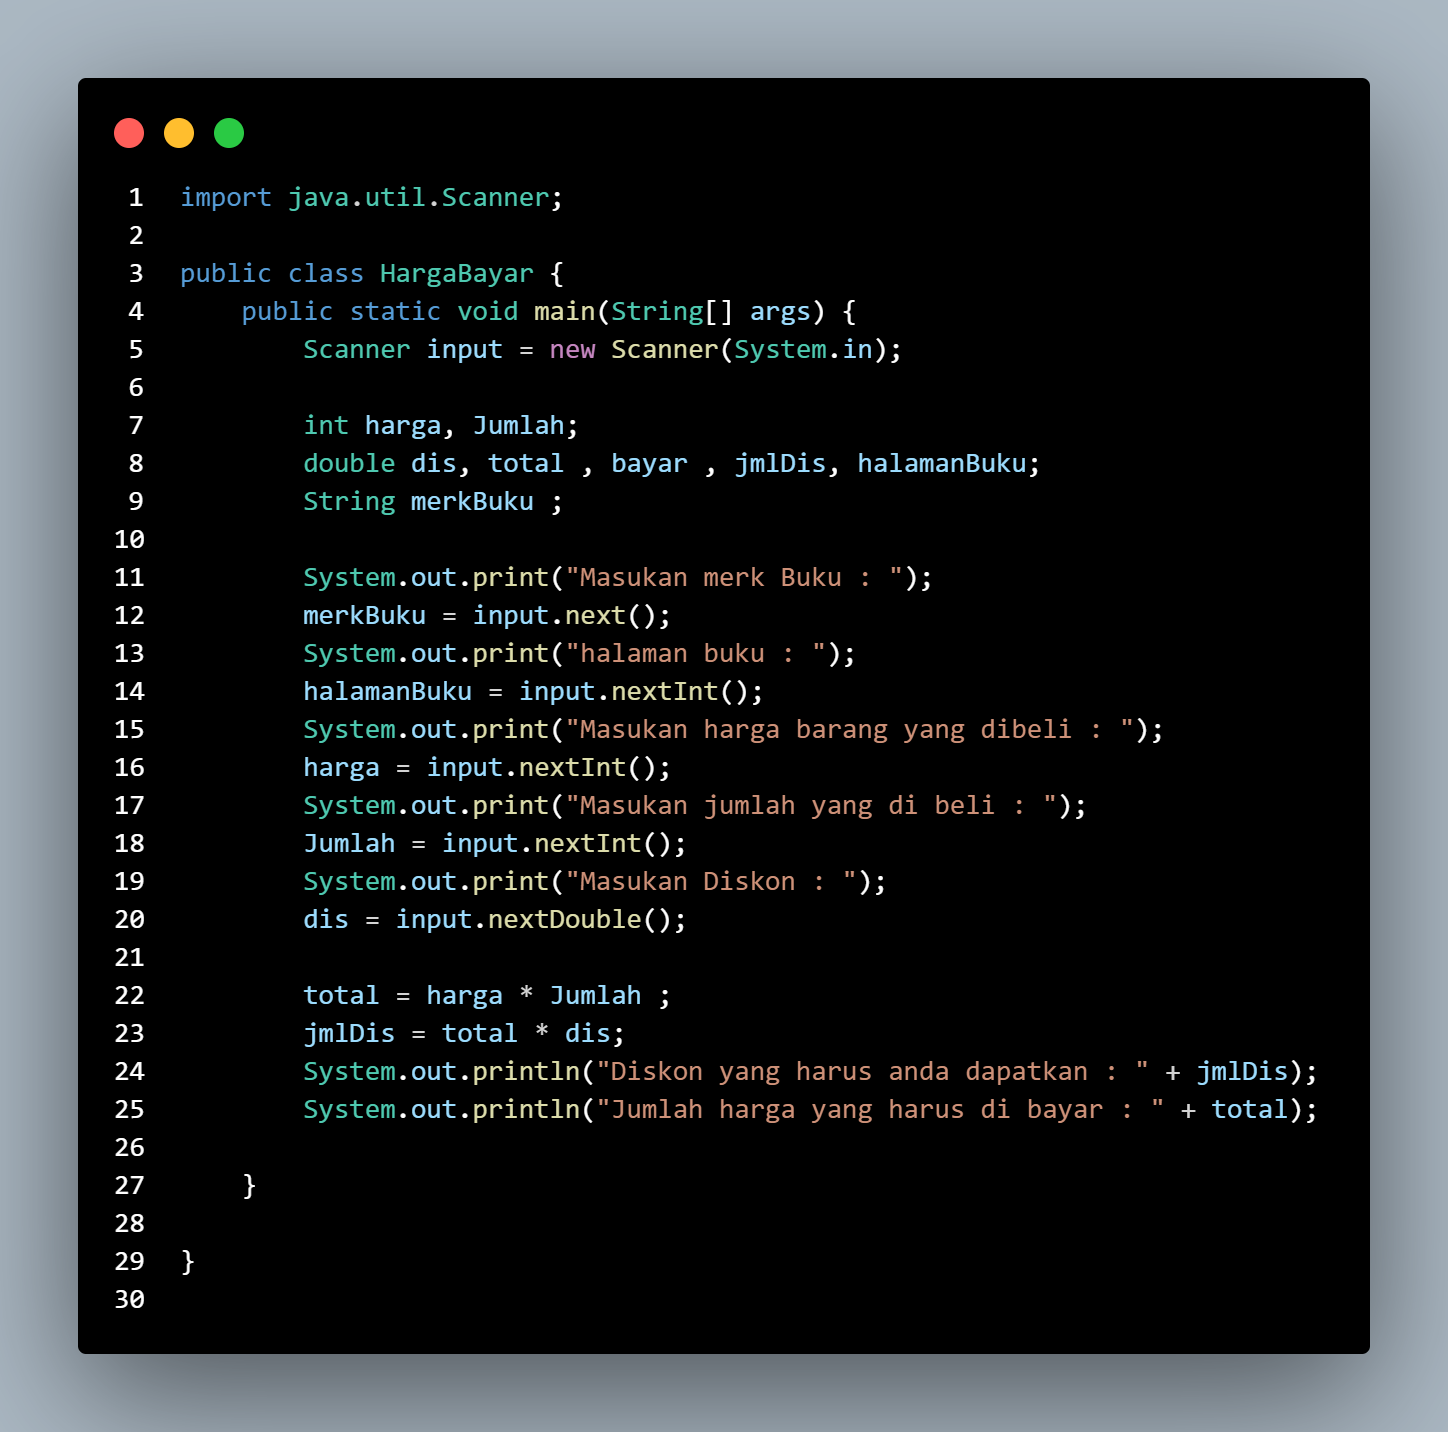 1 import java.util.Scanner;
2
3 public class HargaBayar {
4     public static void main(String[] args) {
5         Scanner input = new Scanner(System.in);
6
7         int harga, Jumlah;
8         double dis, total , bayar , jmlDis, halamanBuku;
9         String merkBuku ;
10
11         System.out.print("Masukan merk Buku : ");
12         merkBuku = input.next();
13         System.out.print("halaman buku : ");
14         halamanBuku = input.nextInt();
15         System.out.print("Masukan harga barang yang dibeli : ");
16         harga = input.nextInt();
17         System.out.print("Masukan jumlah yang di beli : ");
18         Jumlah = input.nextInt();
19         System.out.print("Masukan Diskon : ");
20         dis = input.nextDouble();
21
22         total = harga * Jumlah ;
23         jmlDis = total * dis;
24         System.out.println("Diskon yang harus anda dapatkan : " + jmlDis);
25         System.out.println("Jumlah harga yang harus di bayar : " + total);
26
27     }
28
29 }
30